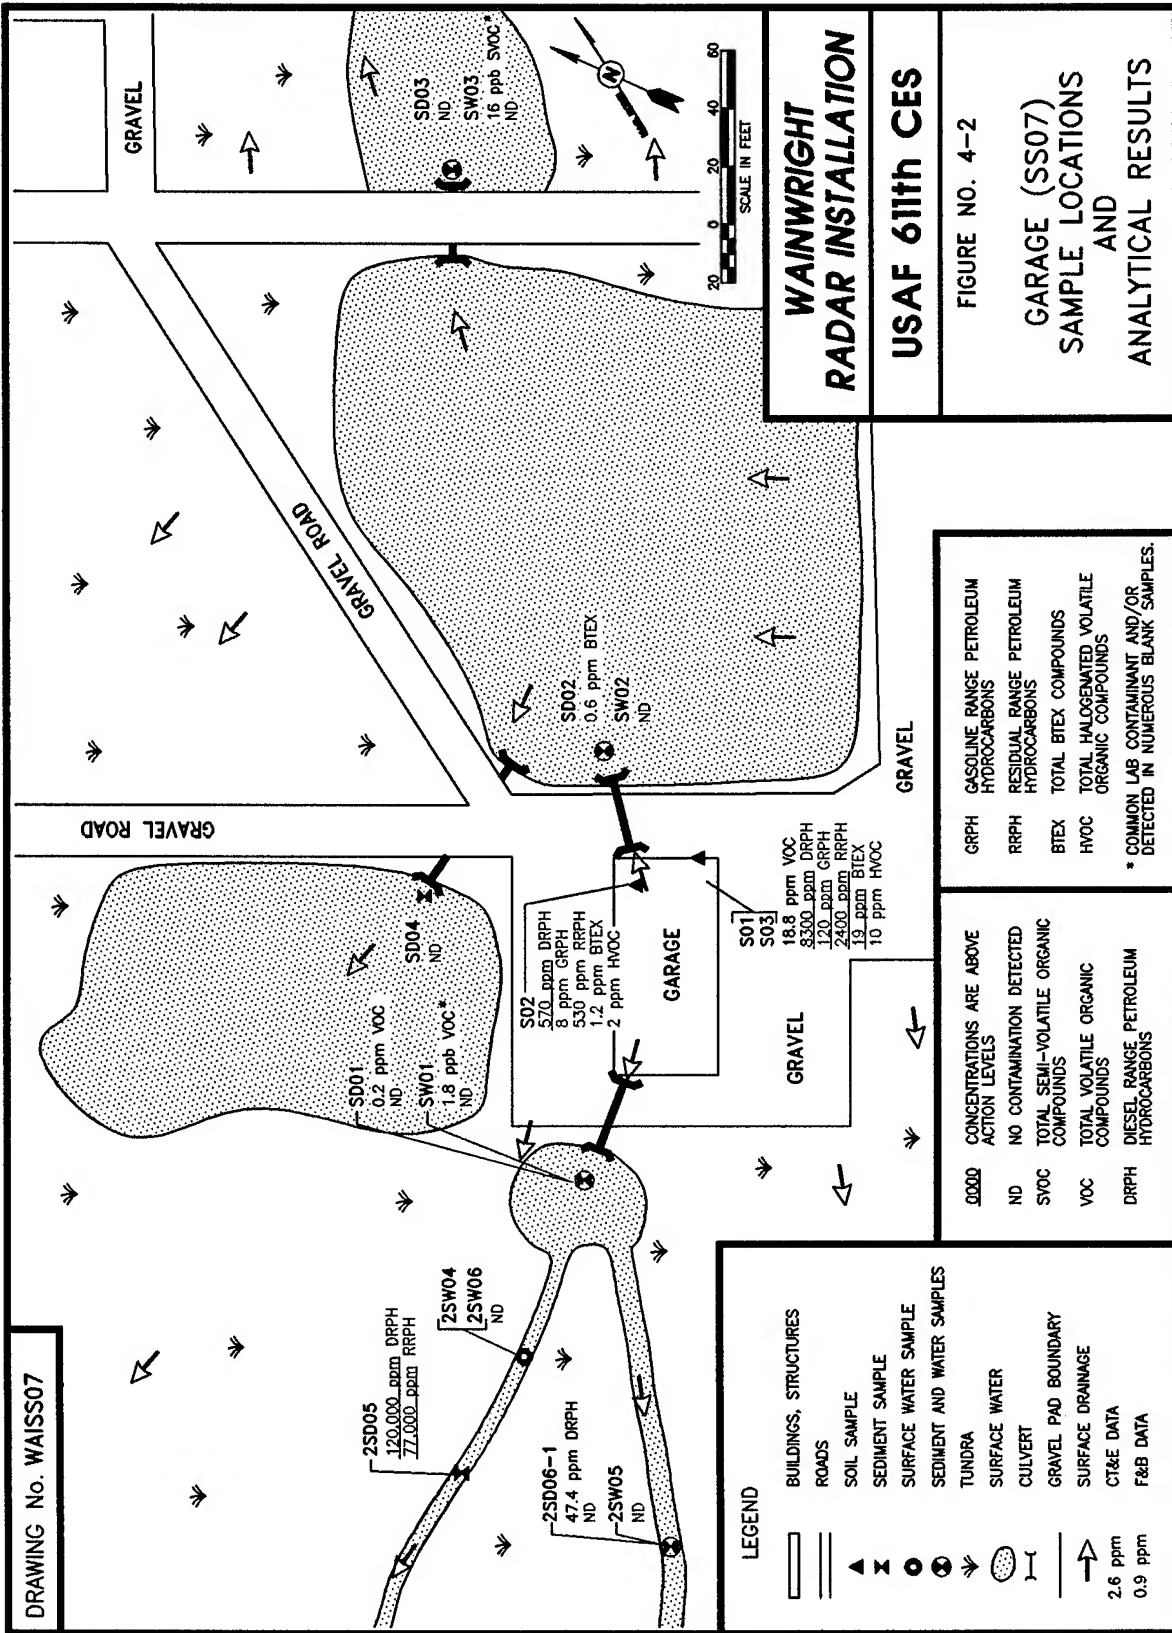 DRAWING No. WAISS07
GRAVEL
GRAVEL ROAD
GRAVEL ROAD
SD03
ND
SW03
16 ppb SVOC*
ND
N
20 0 20 40 60
SCALE IN FEET
SD04
ND
SD01
0.2 ppm VOC
ND
SW01
1.8 ppb VOC*
ND
SD02
0.6 ppm BTEX
SW02
ND
S02
570 ppm DRPH
8 ppm GRPH
530 ppm RRPH
1.2 ppm BTEX
2 ppm HVOC
GARAGE
S01
S03
18.8 ppm VOC
8300 ppm DRPH
120 ppm GRPH
2400 ppm RRPH
19 ppm BTEX
10 ppm HVOC
GRAVEL
GRAVEL
2SD05
120,000 ppm DRPH
77,000 ppm RRPH
2SW04
2SW06
ND
2SD06-1
47.4 ppm DRPH
ND
2SW05
ND
LEGEND
BUILDINGS, STRUCTURES
ROADS
SOIL SAMPLE
SEDIMENT SAMPLE
SURFACE WATER SAMPLE
SEDIMENT AND WATER SAMPLES
TUNDRA
SURFACE WATER
CULVERT
GRAVEL PAD BOUNDARY
SURFACE DRAINAGE
2.6 ppm CT&E DATA
0.9 ppm F&B DATA
0000 CONCENTRATIONS ARE ABOVE
ACTION LEVELS
ND NO CONTAMINATION DETECTED
SVOC TOTAL SEMI-VOLATILE ORGANIC
COMPOUNDS
VOC TOTAL VOLATILE ORGANIC
COMPOUNDS
DRPH DIESEL RANGE PETROLEUM
HYDROCARBONS
GRPH GASOLINE RANGE PETROLEUM
HYDROCARBONS
RRPH RESIDUAL RANGE PETROLEUM
HYDROCARBONS
BTEX TOTAL BTEX COMPOUNDS
HVOC TOTAL HALOGENATED VOLATILE
ORGANIC COMPOUNDS
* COMMON LAB CONTAMINANT AND/OR
DETECTED IN NUMEROUS BLANK SAMPLES.
WAINWRIGHT
RADAR INSTALLATION
USAF 611th CES
FIGURE NO. 4-2
GARAGE (SS07)
SAMPLE LOCATIONS
AND
ANALYTICAL RESULTS